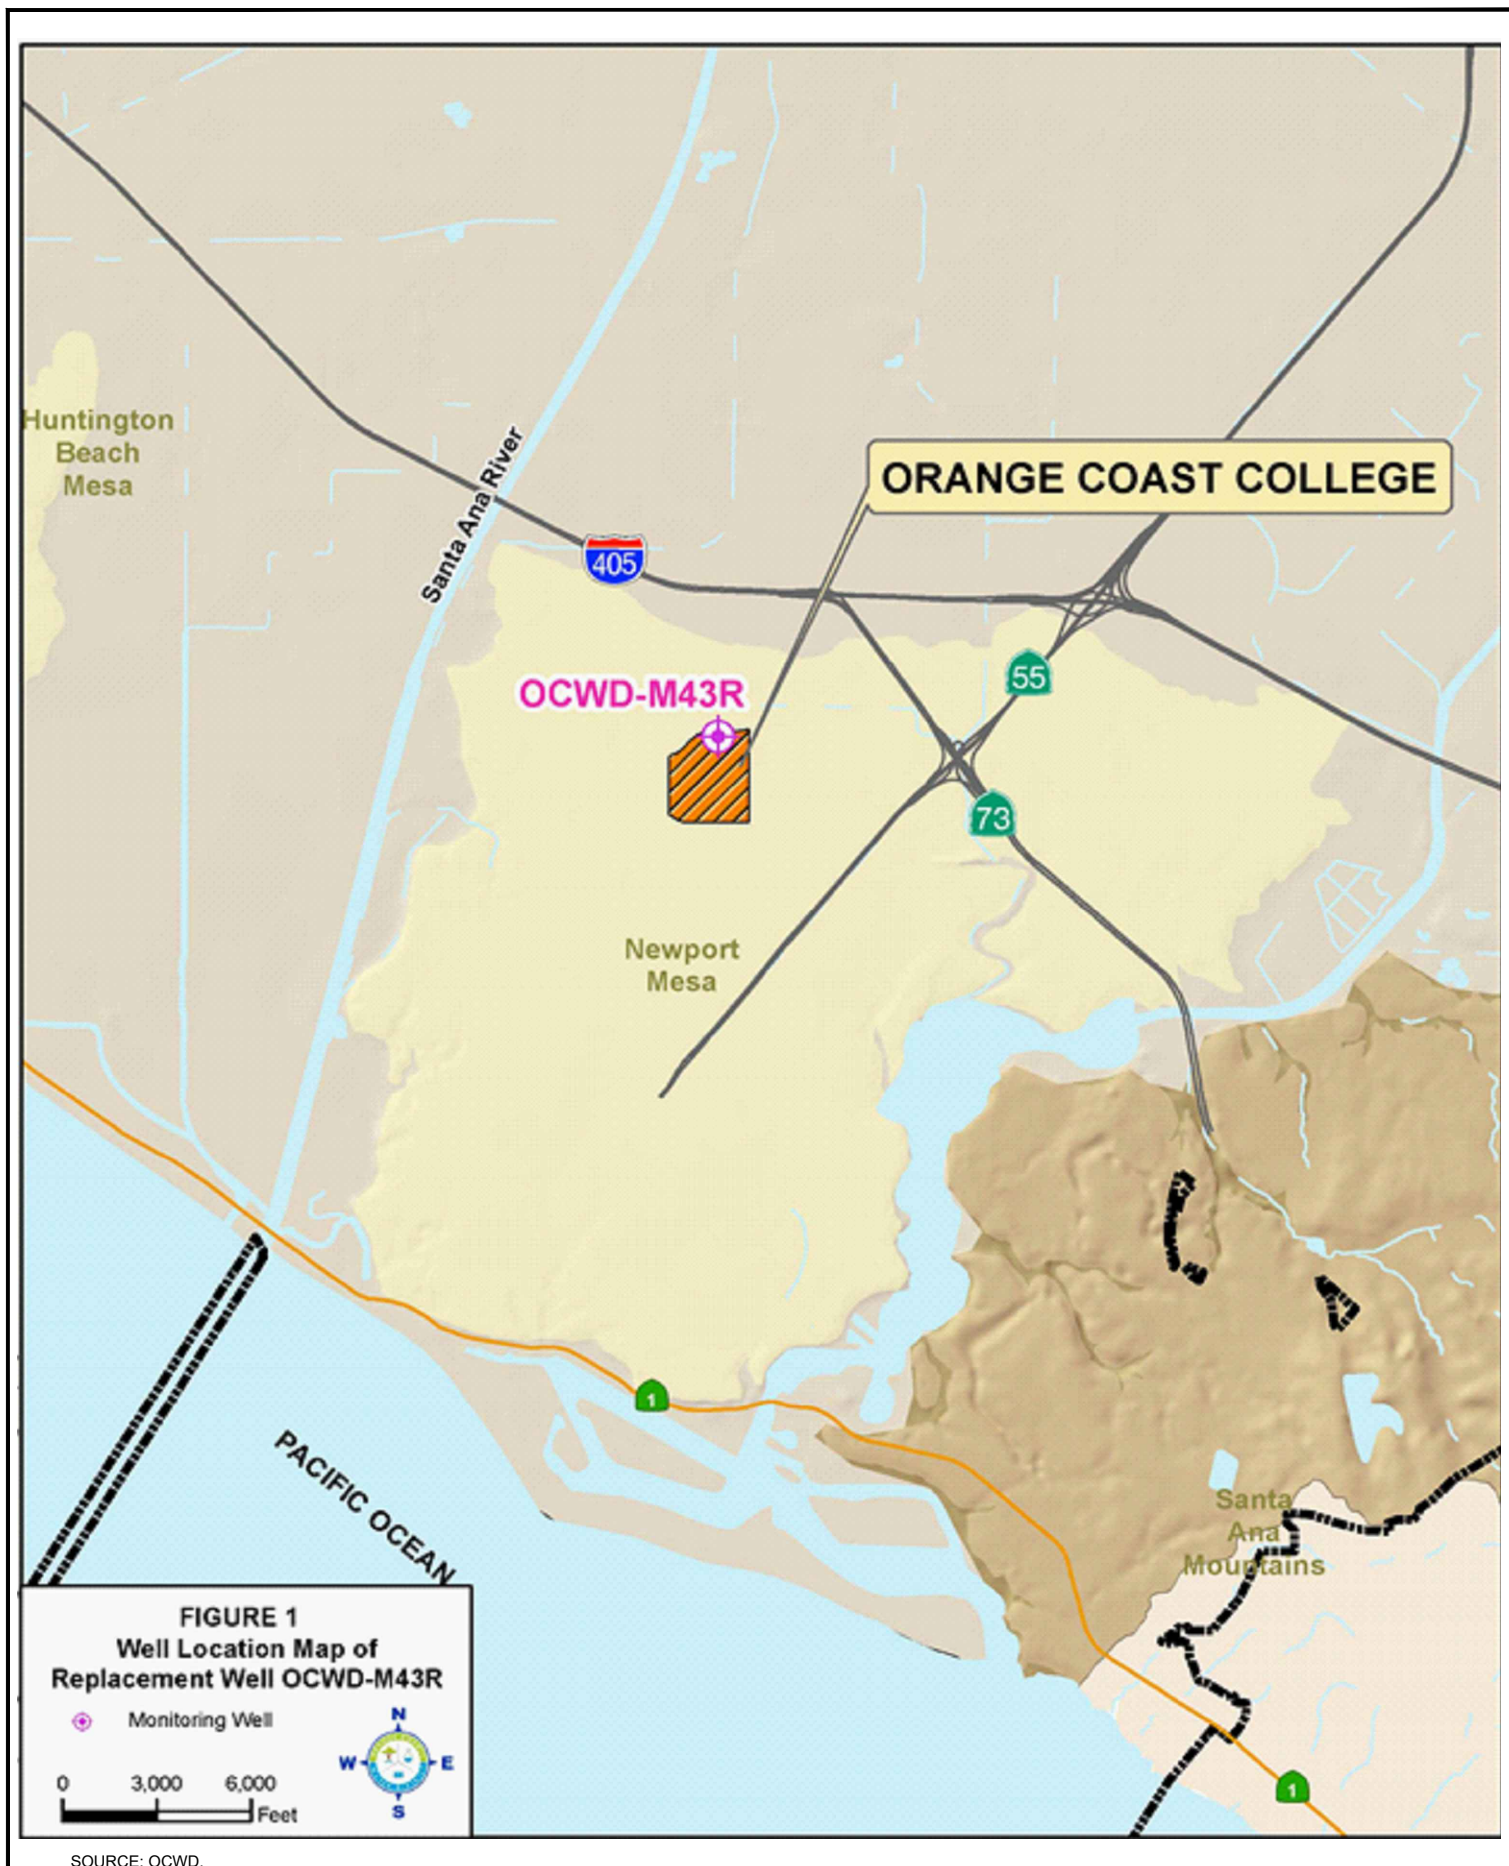 Huntington
Beach
Mesa
Santa Ana River
ORANGE COAST COLLEGE
405
OCWD-M43R
55
73
Newport
Mesa
1
PACIFIC OCEAN
Santa
Ana
Mountains
1
FIGURE 1
Well Location Map of
Replacement Well OCWD-M43R
Monitoring Well
N
W E
S
0 3,000 6,000
Feet
SOURCE: OCWD.